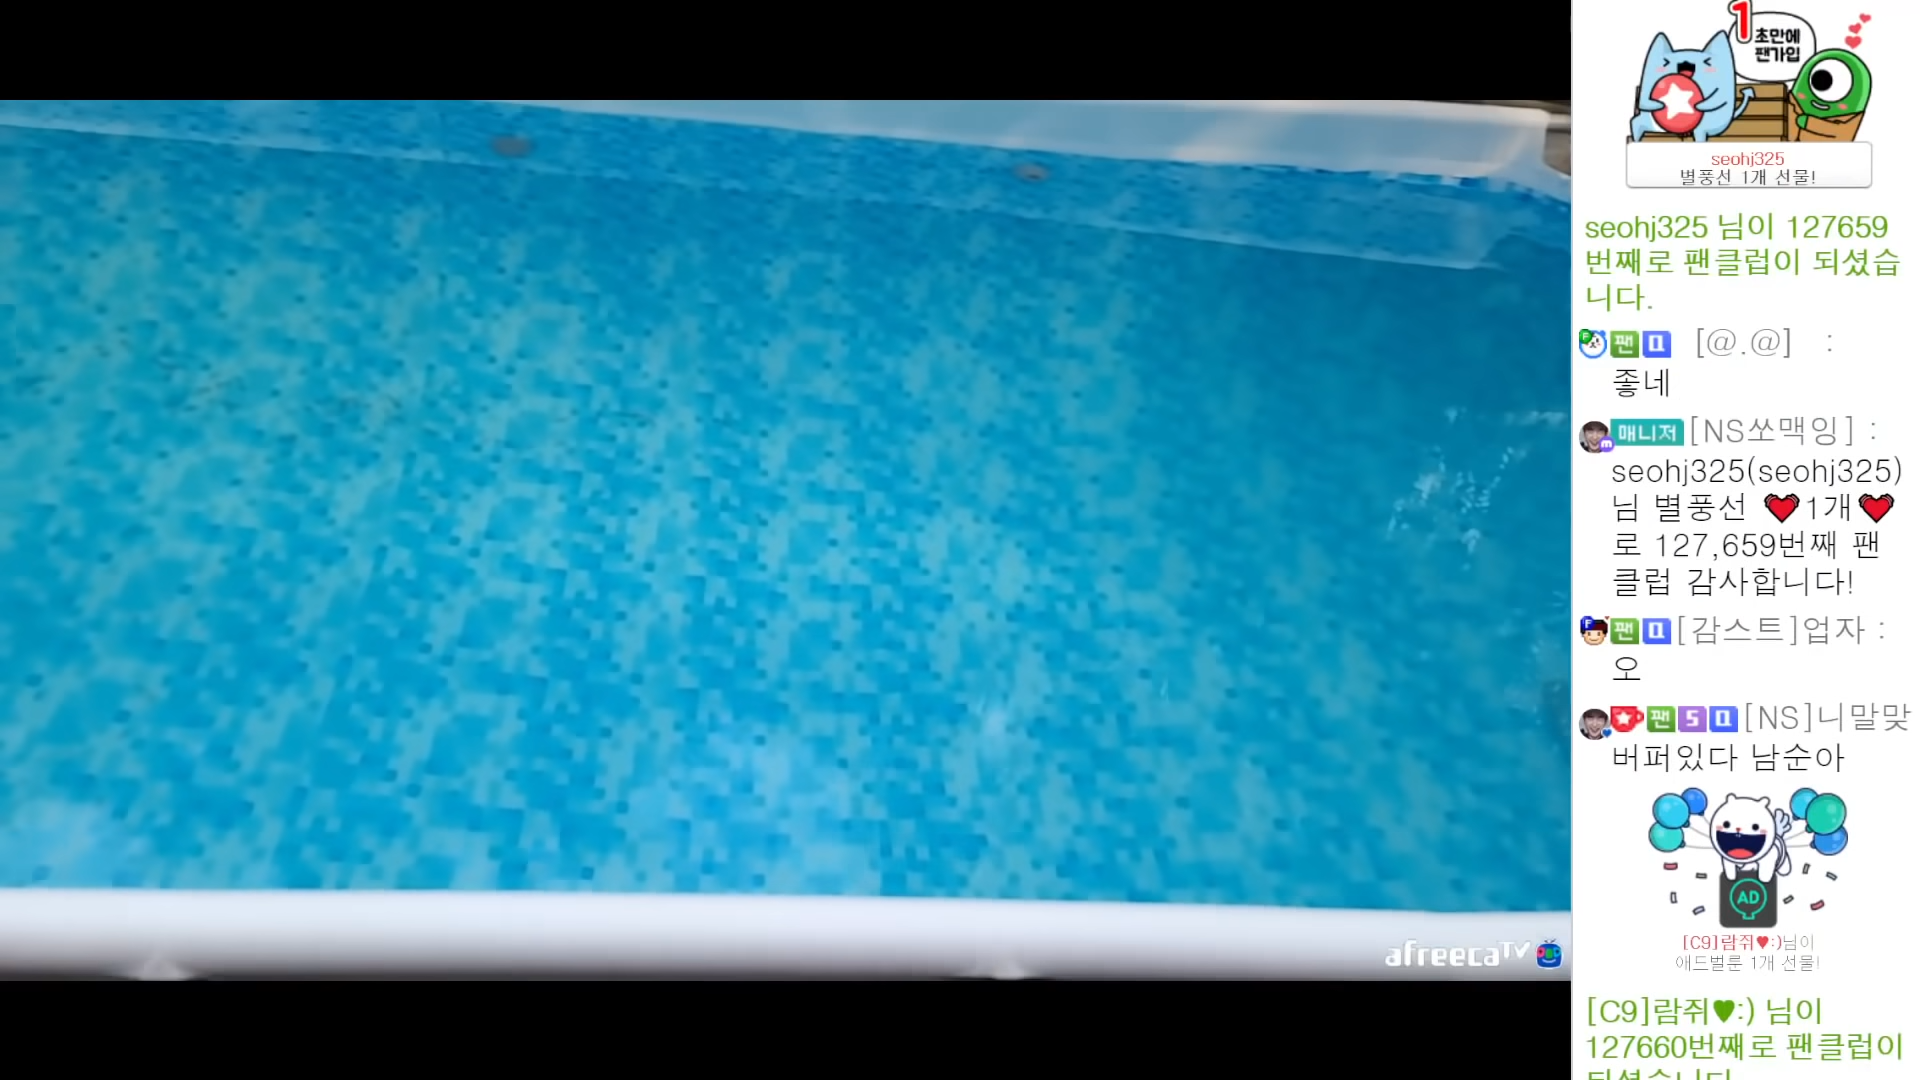 1
초만에
팬가입
seohj325
별풍선 1개 선물!
seohj325 님이 127659
번째로 팬클럽이 되셨습
니다.
팬 [@.@] :
좋네
매니저 [NS쏘맥잉] :
seohj325(seohj325)
님 별풍선 1개
로 127,659번째 팬
클럽 감사합니다!
팬 [감스트]업자 :
오
팬 S [NS]니말맞
버퍼있다 남순아
AD
[C9]람쥐♥:)님이
애드벌룬 1개 선물!
[C9]람쥐♥:) 님이
127660번째로 팬클럽이
afreecaTV